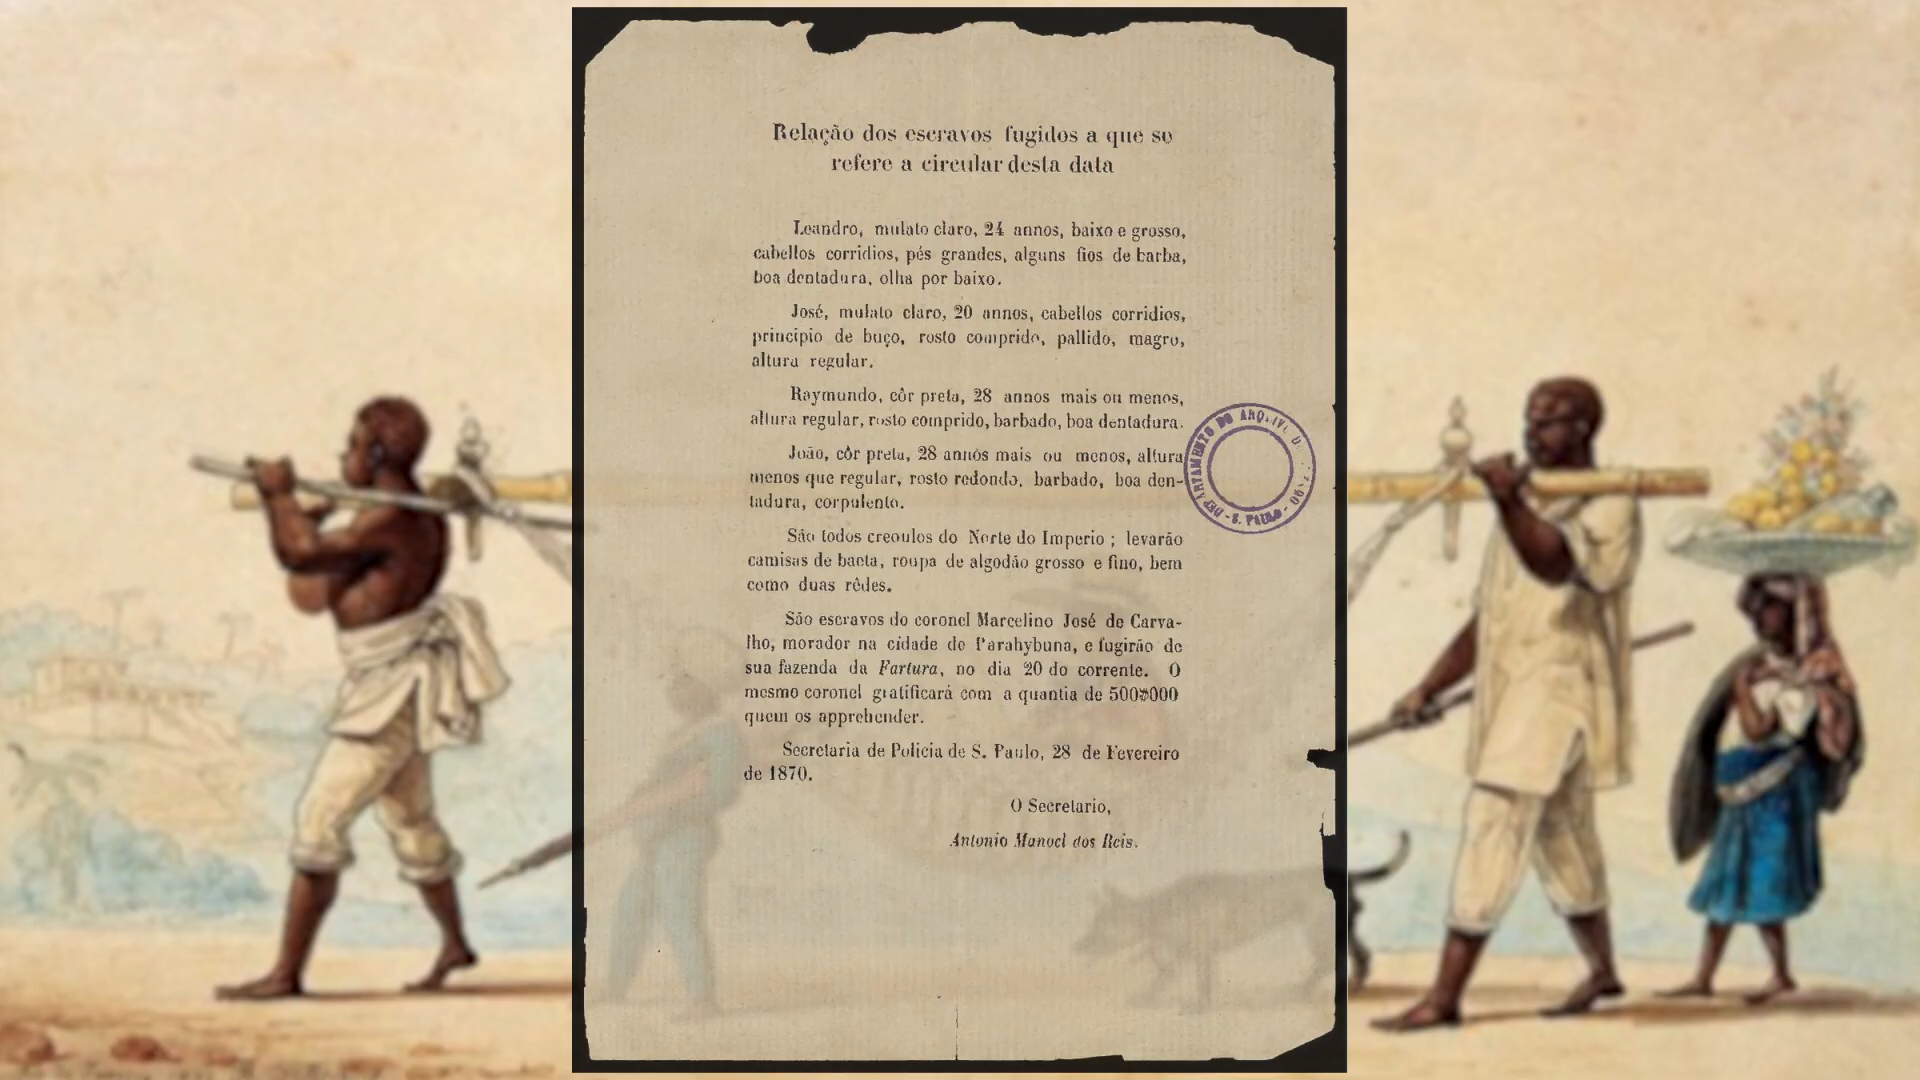 Relação dos escravos fugidos a que se
refere a circular desta data
Leandro, mulato claro, 24 annos, baixo e grosso,
cabellos corridios, pés grandes, alguns fios de barba,
boa dentadura, olha por baixo.
José, mulato claro, 20 annos, cabellos corridios,
principio de buço, rosto comprido, pallido, magro,
altura regular.
Raymundo, côr preta, 28 annos mais ou menos,
altura regular, rosto comprido, barbado, boa dentadura.
João, côr preta, 28 annos mais ou menos, altura
menos que regular, rosto redondo, barbado, boa den-
tadura, corpulento.
São todos creoulos do Norte do Imperio ; levarão
camisas de baeta, roupa de algodão grosso e fino, bem
como duas rêdes.
São escravos do coronel Marcelino José de Carva-
lho, morador na cidade de Parahybuna, e fugirão de
sua fazenda da Fartura, no dia 20 do corrente. O
mesmo coronel gratificará com a quantia de 500$000
quem os apprehender.
Secretaria de Policia de S. Paulo, 28 de Fevereiro
de 1870.
O Secretario,
Antonio Manoel dos Reis.
DEPARTAMENTO DO
- S. PAULO -